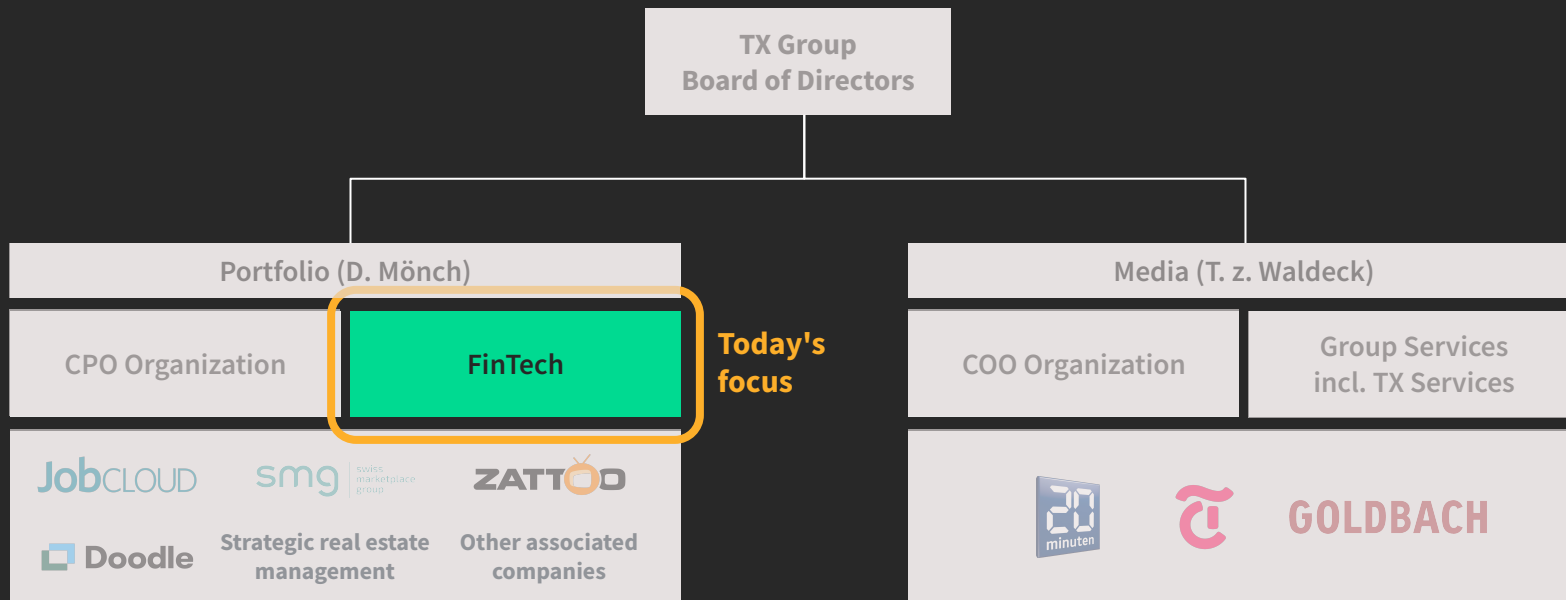 TX Group
Board of Directors
Portfolio (D. Mönch)
Media (T. z. Waldeck)
CPO Organization
FinTech
Today's
focus
COO Organization
Group Services
incl. TX Services
JobCLOUD
smg
swiss
marketplace
group
ZATTOO
Doodle
Strategic real estate
management
Other associated
companies
20
minuten
GOLDBACH